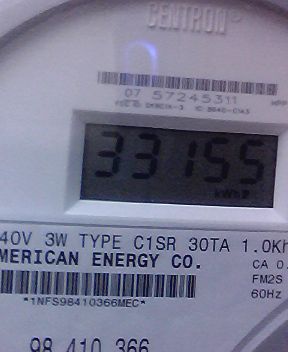 CENTRON
07 57245311
33155
kWh
40V 3W TYPE C1SR 30TA 1.0Kh
MERICAN ENERGY CO.
CA 0.
FM2S
60Hz
*1NFS98410366MEC*
98 410 366